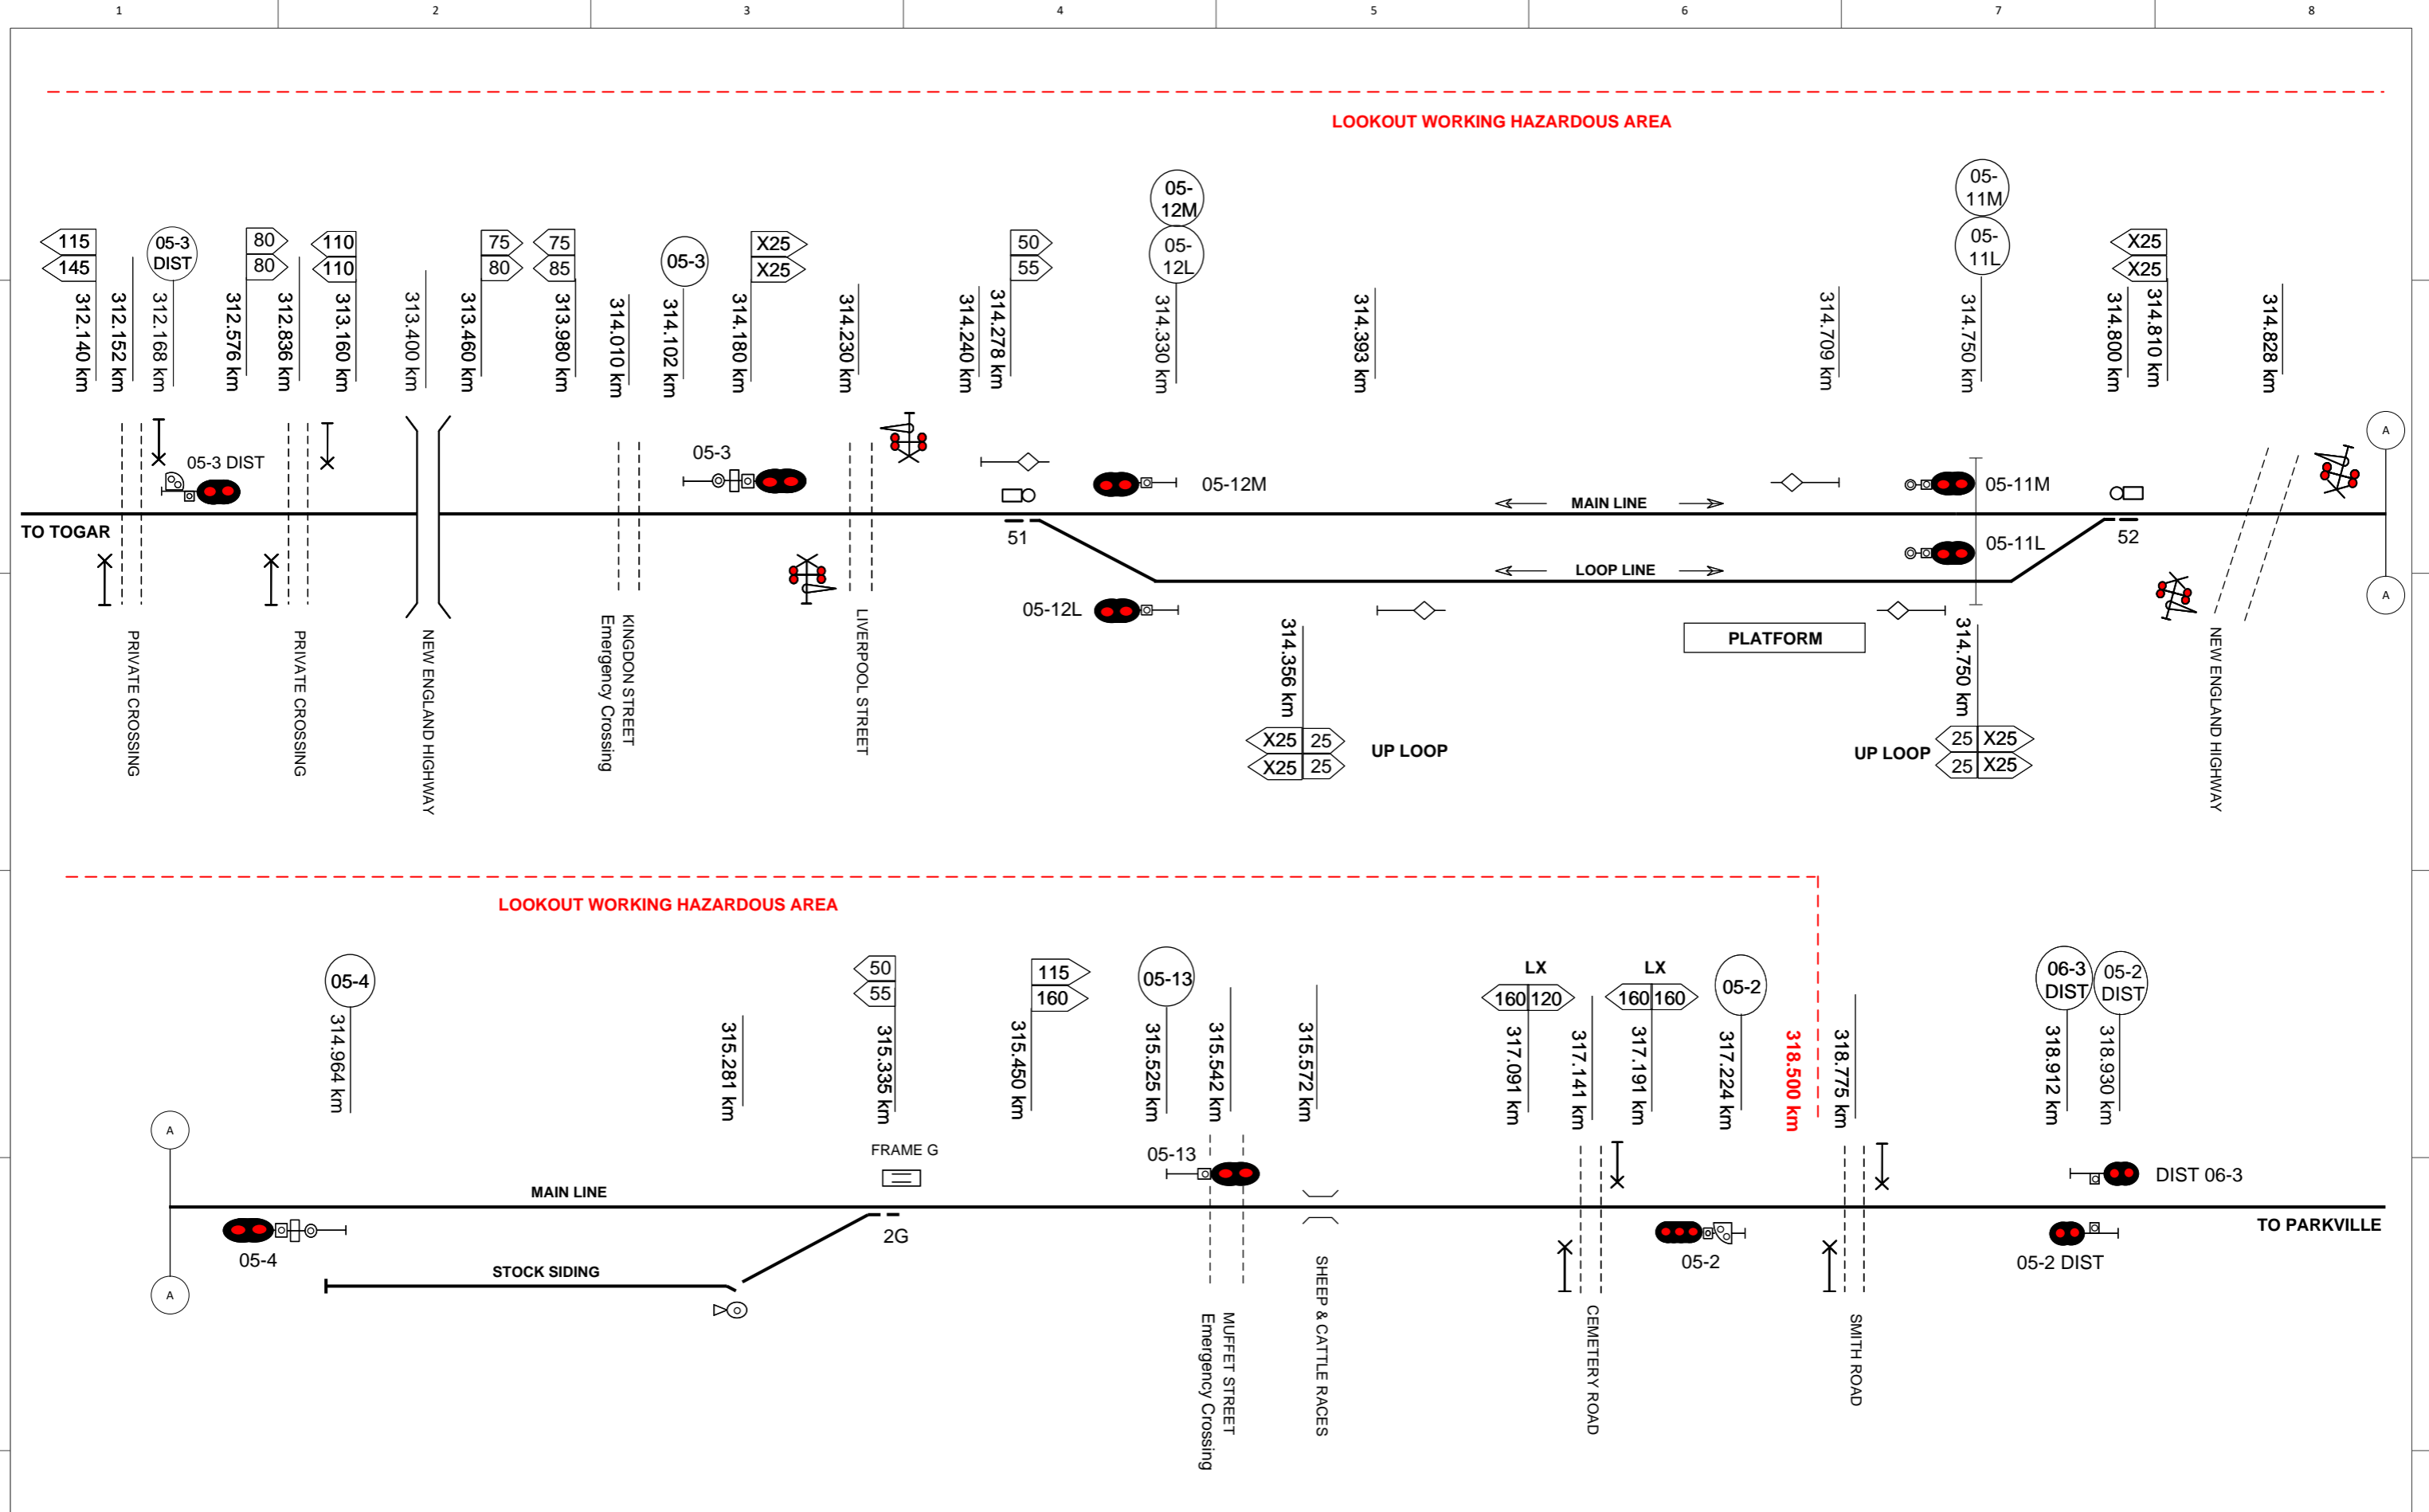 1 2 3 4 5 6 7 8
LOOKOUT WORKING HAZARDOUS AREA
115
145
312.140 km
312.152 km
05-3
DIST
312.168 km
80
80
312.576 km
312.836 km
110
110
313.160 km
313.400 km
75
80
313.460 km
75
85
313.980 km
314.010 km
05-3
314.102 km
X25
X25
314.180 km
314.230 km
314.240 km
50
55
314.278 km
05-
12M
05-
12L
314.330 km
314.393 km
314.709 km
05-
11M
05-
11L
314.750 km
314.800 km
X25
X25
314.810 km
314.828 km
05-3 DIST
05-3
05-12M
05-11M
A
TO TOGAR
MAIN LINE
51
52
05-11L
LOOP LINE
05-12L
A
PRIVATE CROSSING
PRIVATE CROSSING
NEW ENGLAND HIGHWAY
KINGDON STREET
Emergency Crossing
LIVERPOOL STREET
314.356 km
X25 25
X25 25
UP LOOP
PLATFORM
314.750 km
UP LOOP
25 X25
25 X25
NEW ENGLAND HIGHWAY
LOOKOUT WORKING HAZARDOUS AREA
05-4
314.964 km
315.281 km
50
55
315.335 km
115
160
315.450 km
05-13
315.525 km
315.542 km
315.572 km
LX
160 120
317.091 km
317.141 km
LX
160 160
317.191 km
05-2
317.224 km
318.500 km
318.775 km
06-3
DIST
318.912 km
05-2
DIST
318.930 km
A
FRAME G
05-13
DIST 06-3
MAIN LINE
TO PARKVILLE
05-4
2G
05-2
05-2 DIST
STOCK SIDING
A
MUFFET STREET
Emergency Crossing
SHEEP & CATTLE RACES
CEMETERY ROAD
SMITH ROAD